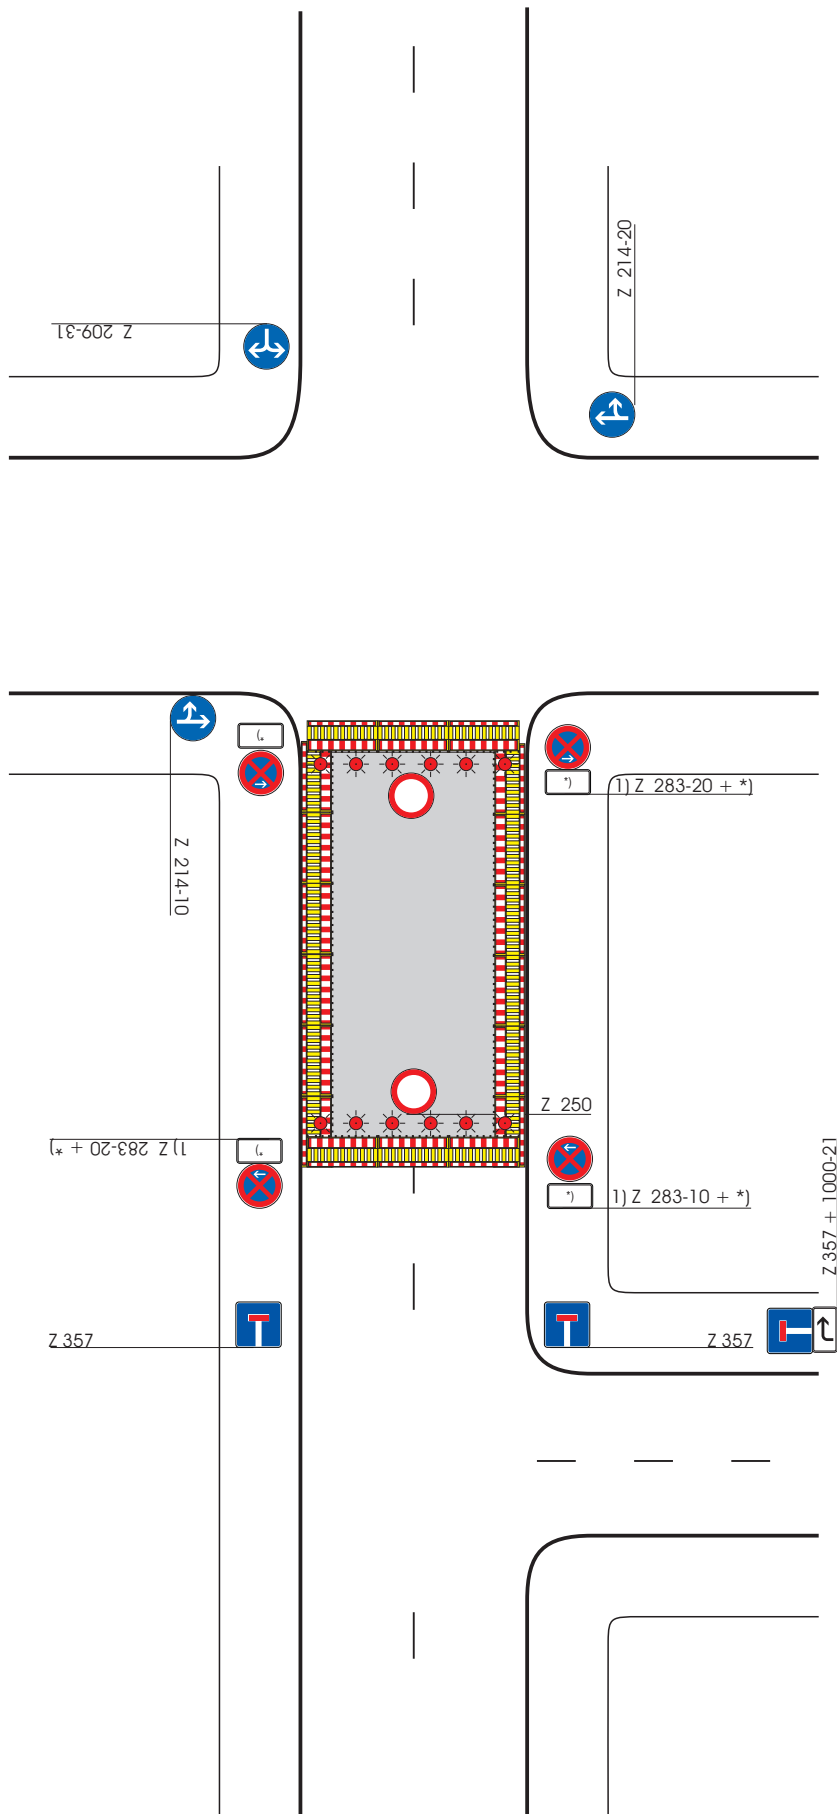 Z 214-20
Z 209-31
*)
*)
1) Z 283-20 + *)
Z 214-10
Z 250
1) Z 283-20 + *)
*)
*)
1) Z 283-10 + *)
Z 357 + 1000-21
Z 357
Z 357